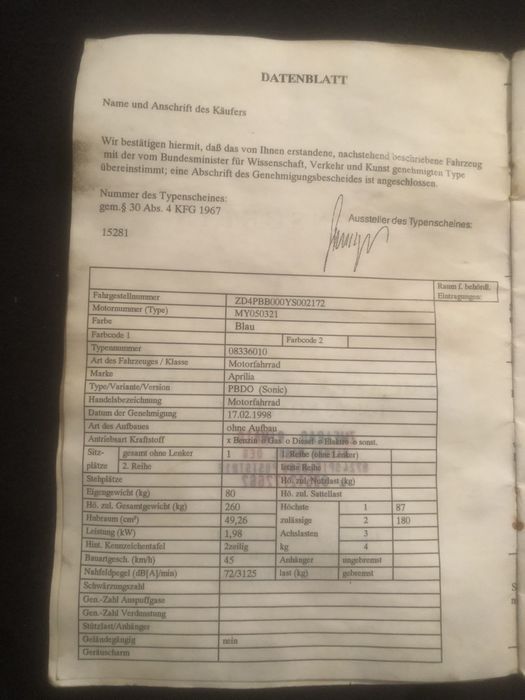 DATENBLATT
Name und Anschrift des Käufers
Wir bestätigen hiermit, daß das von Ihnen erstandene, nachstehend beschriebene Fahrzeug
mit der vom Bundesminister für Wissenschaft, Verkehr und Kunst genehmigten Type
übereinstimmt; eine Abschrift des Genehmigungsbescheides ist angeschlossen.
Nummer des Typenscheines:
gem.§ 30 Abs. 4 KFG 1967
Aussteller des Typenscheines:
15281
Raum f. behördl.
Eintragungen:
Fahrgestellnummer ZD4PBB000YS002172
Motornummer (Type) MY050321
Farbe Blau
Farbcode 1 Farbcode 2
Typennummer 08336010
Art des Fahrzeuges / Klasse Motorfahrrad
Marke Aprilia
Type/Variante/Version PBDO (Sonic)
Handelsbezeichnung Motorfahrrad
Datum der Genehmigung 17.02.1998
Art des Aufbaues ohne Aufbau
Antriebsart Kraftstoff x Benzin o Gas o Diesel o Elektro o sonst.
Sitz- gesamt ohne Lenker 1 1. Reihe (ohne Lenker)
plätze 2. Reihe letzte Reihe
Stehplätze Hö. zul. Nutzlast (kg)
Eigengewicht (kg) 80 Hö. zul. Sattellast
Hö. zul. Gesamtgewicht (kg) 260 Höchste 1 87
Hubraum (cm³) 49,26 zulässige 2 180
Leistung (kW) 1,98 Achslasten 3
Hint. Kennzeichentafel 2zeilig kg 4
Bauartgesch. (km/h) 45 Anhänger ungebremst
Nahfeldpegel (dB[A]/min) 72/3125 last (kg) gebremst
Schwärzungszahl
Gen.-Zahl Auspuffgase
Gen.-Zahl Verdunstung
Stützlast/Anhänger
Geländegängig nein
Geräuscharm